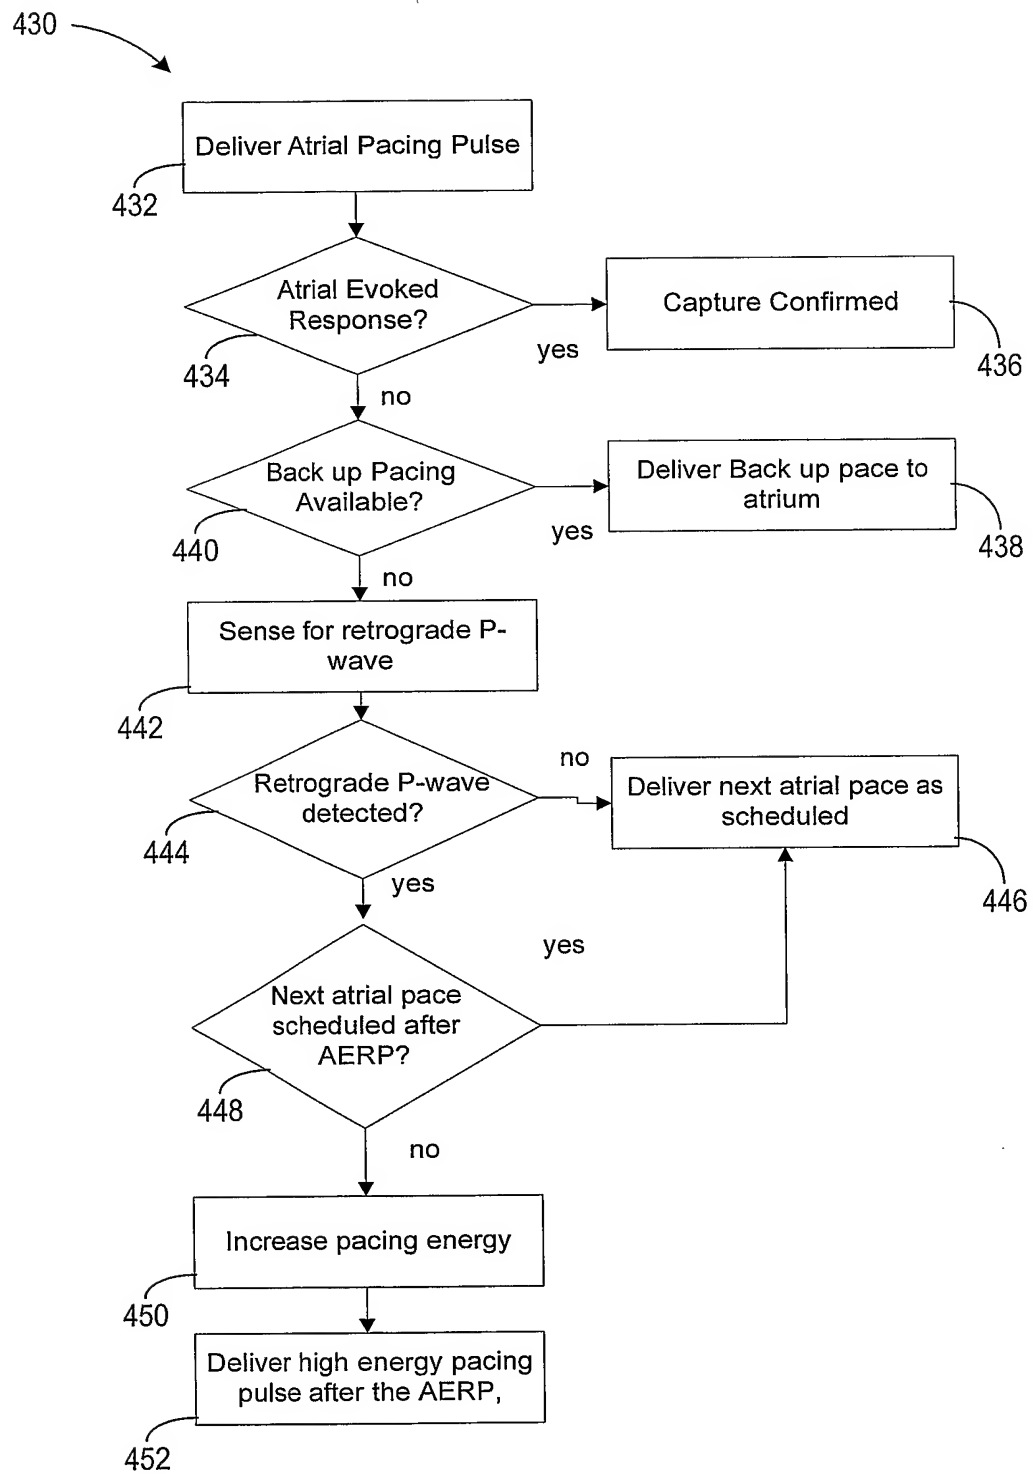 430
Deliver Atrial Pacing Pulse
432
Atrial Evoked
Response?
434
yes
Capture Confirmed
436
no
Back up Pacing
Available?
440
yes
Deliver Back up pace to
atrium
438
no
Sense for retrograde P-
wave
442
Retrograde P-wave
detected?
444
no
Deliver next atrial pace as
scheduled
446
yes
Next atrial pace
scheduled after
AERP?
448
yes
no
Increase pacing energy
450
Deliver high energy pacing
pulse after the AERP,
452